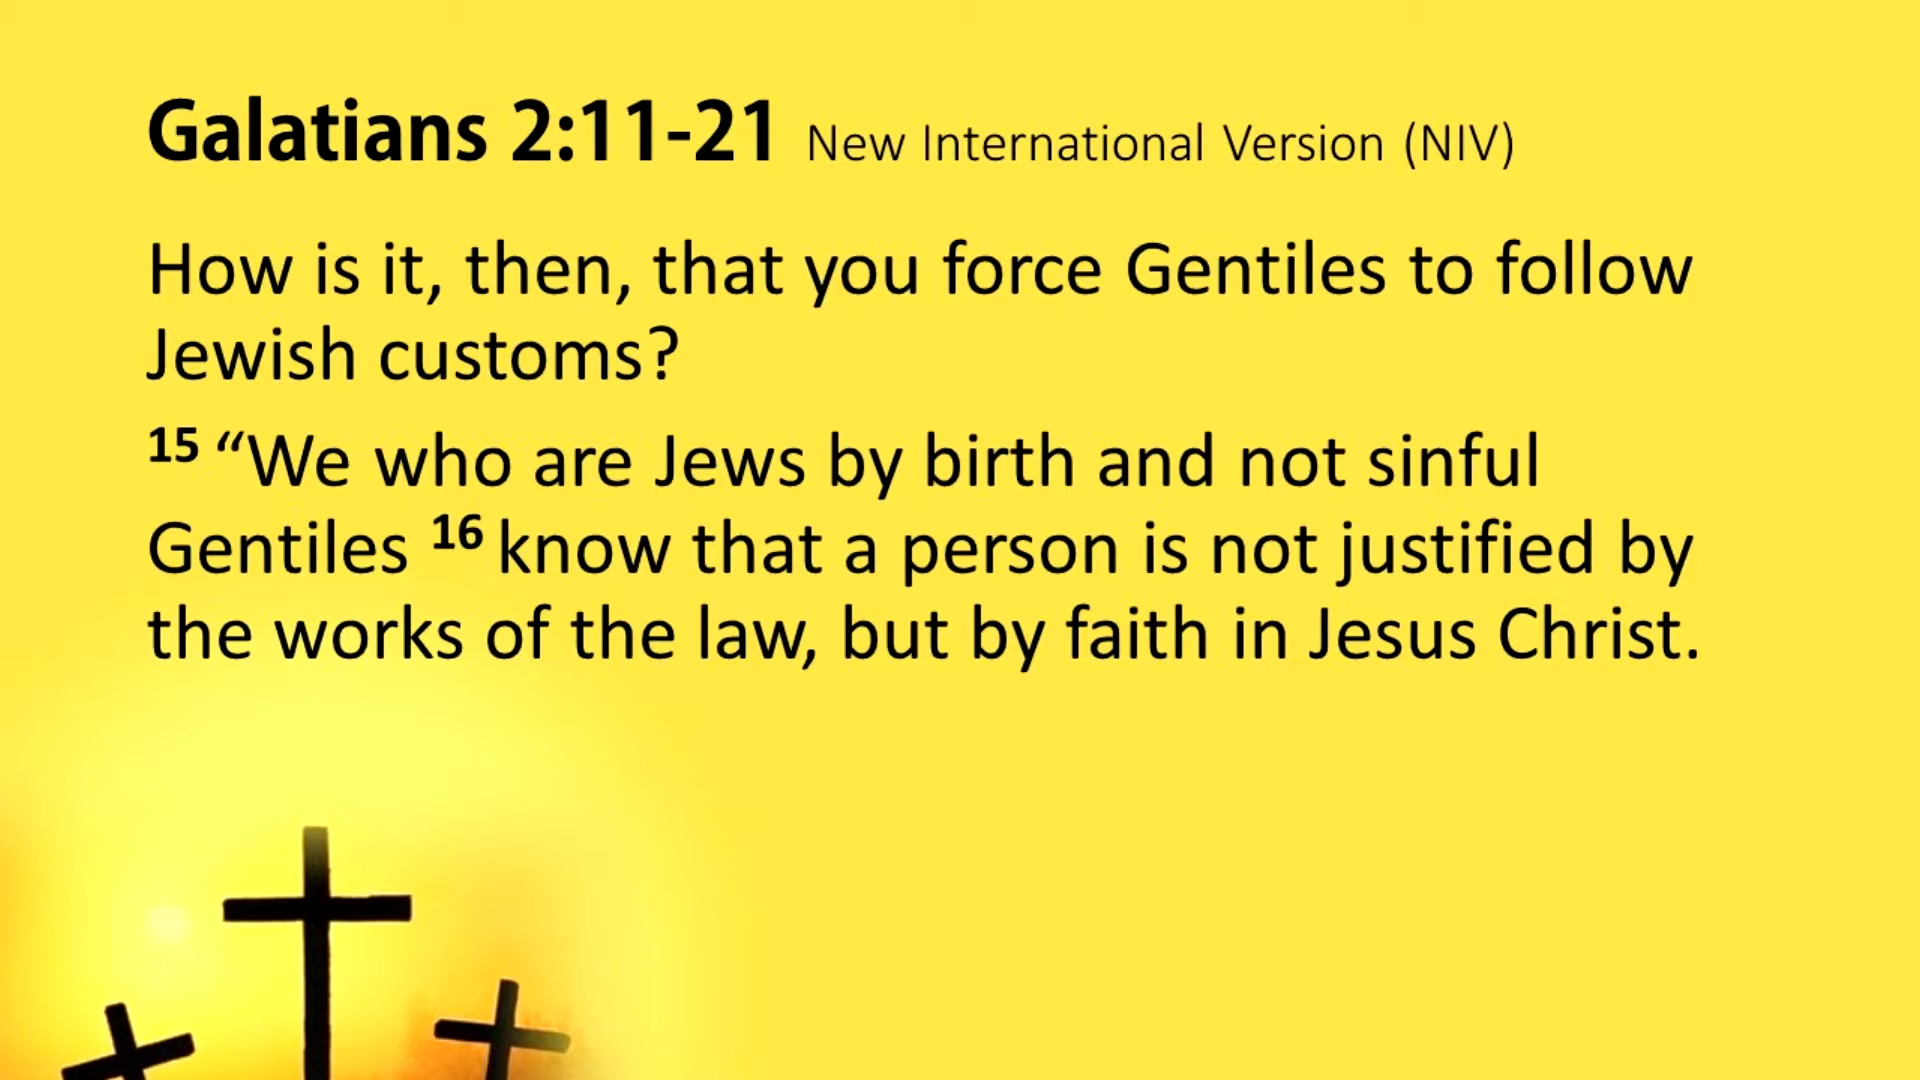 Galatians 2:11-21 New International Version (NIV)
How is it, then, that you force Gentiles to follow
Jewish customs?
15 “We who are Jews by birth and not sinful
Gentiles 16 know that a person is not justified by
the works of the law, but by faith in Jesus Christ.